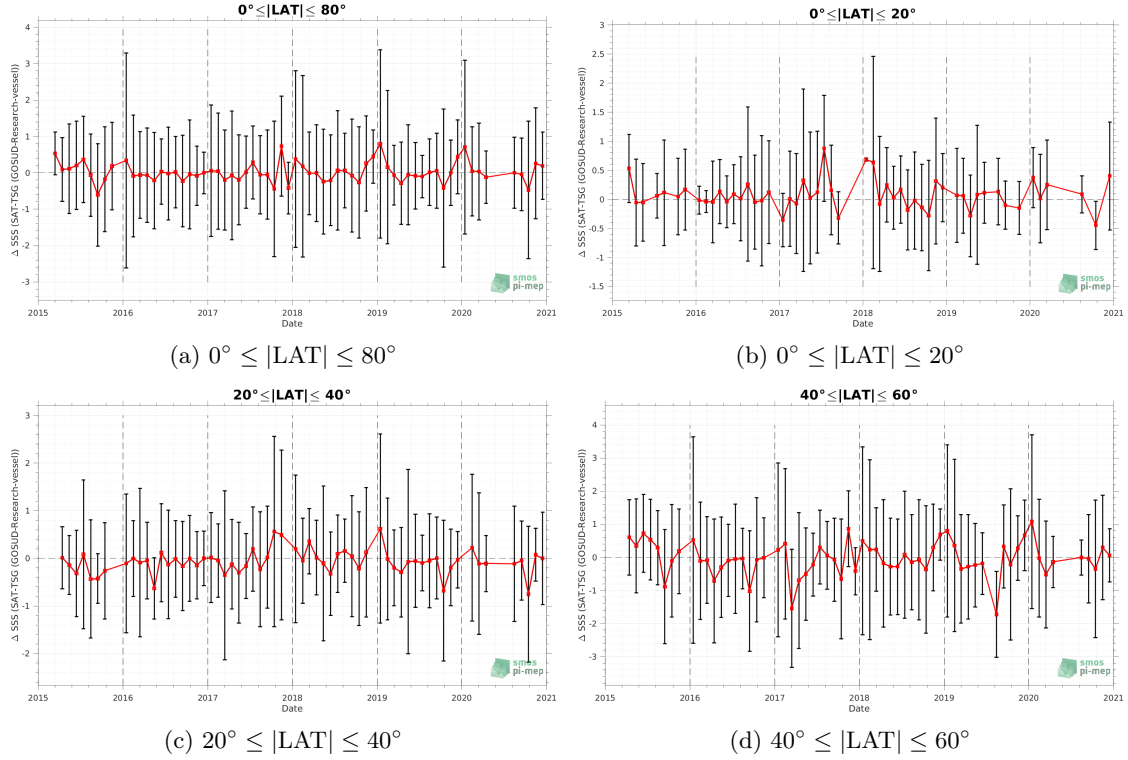 0°≤|LAT|≤ 80°
Δ SSS (SAT-TSG (GOSUD-Research-vessel))
4
3
2
1
0
-1
-2
-3
2015 2016 2017 2018 2019 2020 2021
Date
smos
pi-mep
(a) 0° ≤ |LAT| ≤ 80°
0°≤|LAT|≤ 20°
Δ SSS (SAT-TSG (GOSUD-Research-vessel))
3
2.5
2
1.5
1
0.5
0
-0.5
-1
-1.5
2015 2016 2017 2018 2019 2020 2021
Date
smos
pi-mep
(b) 0° ≤ |LAT| ≤ 20°
20°≤|LAT|≤ 40°
Δ SSS (SAT-TSG (GOSUD-Research-vessel))
3
2
1
0
-1
-2
2015 2016 2017 2018 2019 2020 2021
Date
smos
pi-mep
(c) 20° ≤ |LAT| ≤ 40°
40°≤|LAT|≤ 60°
Δ SSS (SAT-TSG (GOSUD-Research-vessel))
4
3
2
1
0
-1
-2
-3
2015 2016 2017 2018 2019 2020 2021
Date
smos
pi-mep
(d) 40° ≤ |LAT| ≤ 60°